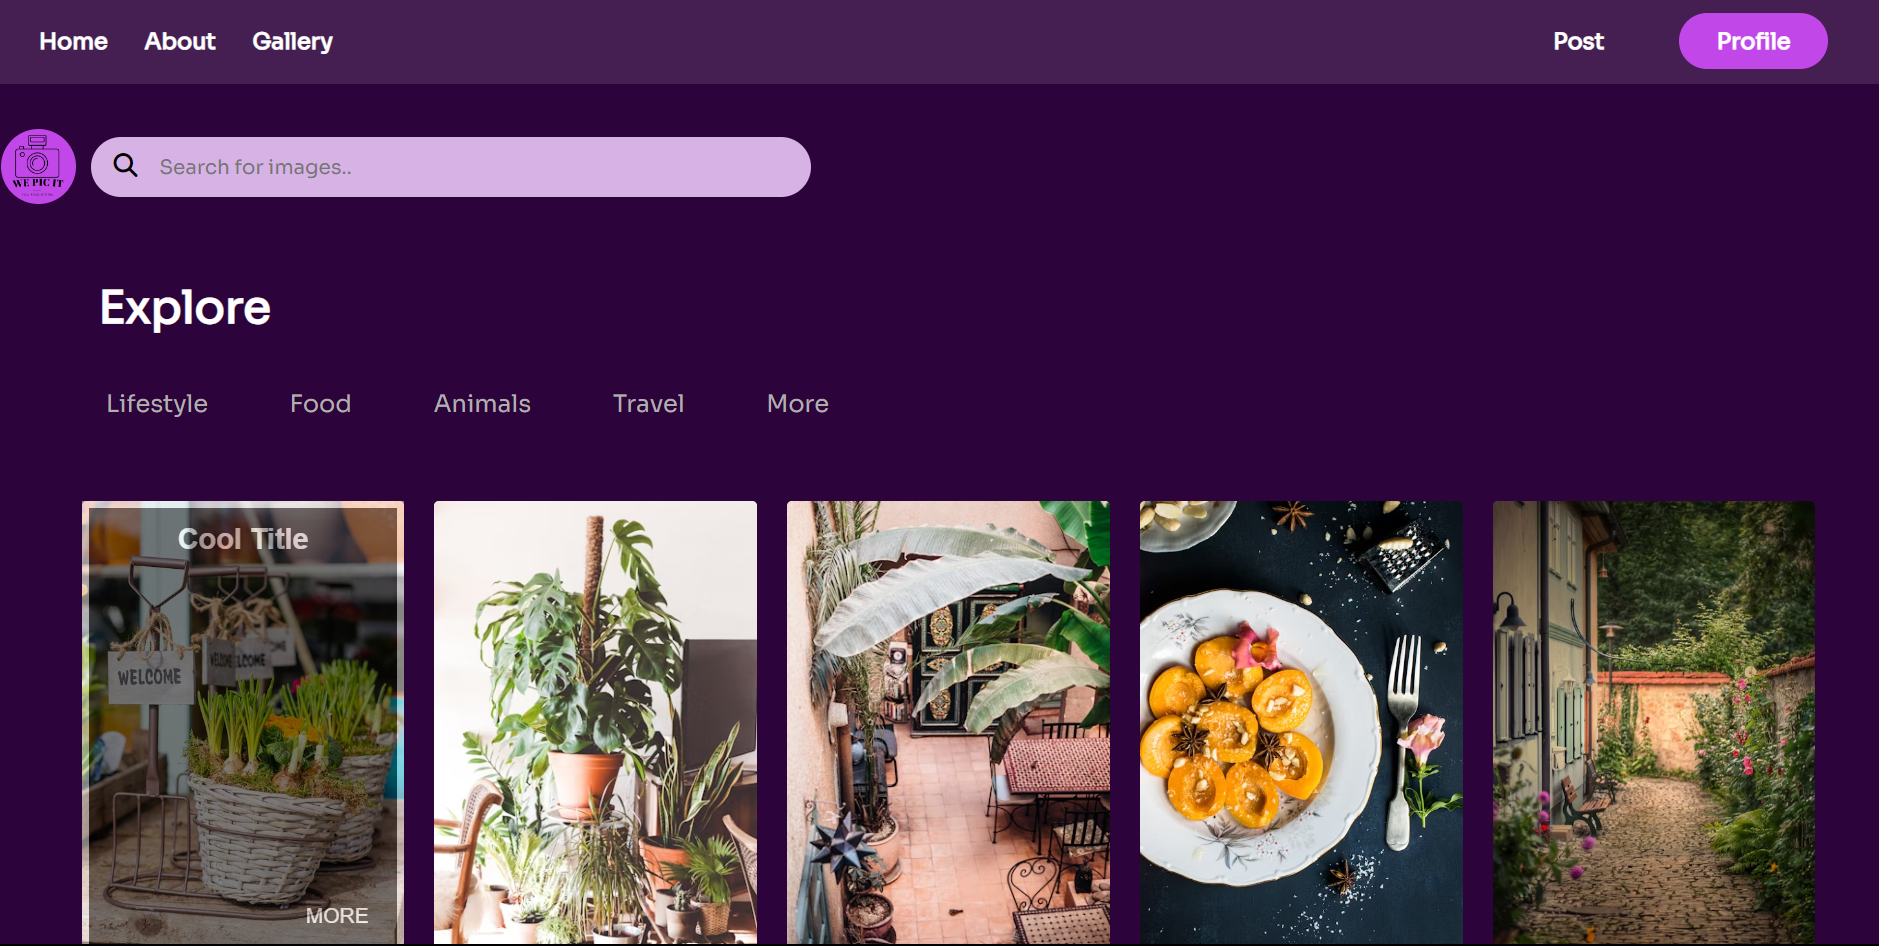 Home About Gallery Post Profile
WE PIC IT
Search for images..
Explore
Lifestyle Food Animals Travel More
Cool Title
WELCOME
MORE